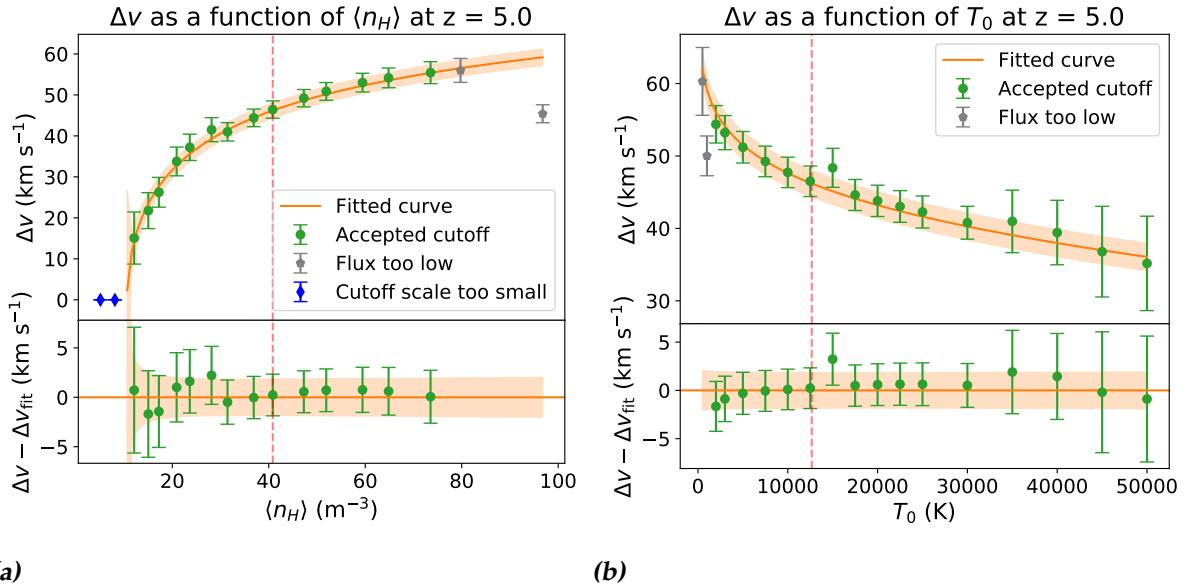 Δv as a function of ⟨n_H⟩ at z = 5.0
Δv (km s⁻¹)
60
50
40
30
20
10
0
Fitted curve
Accepted cutoff
Flux too low
Cutoff scale too small
Δv − Δv_fit (km s⁻¹)
5
0
−5
20
40
60
80
100
⟨n_H⟩ (m⁻³)
Δv as a function of T₀ at z = 5.0
Δv (km s⁻¹)
60
50
40
30
Fitted curve
Accepted cutoff
Flux too low
Δv − Δv_fit (km s⁻¹)
5
0
−5
0
10000
20000
30000
40000
50000
T₀ (K)
a)
(b)